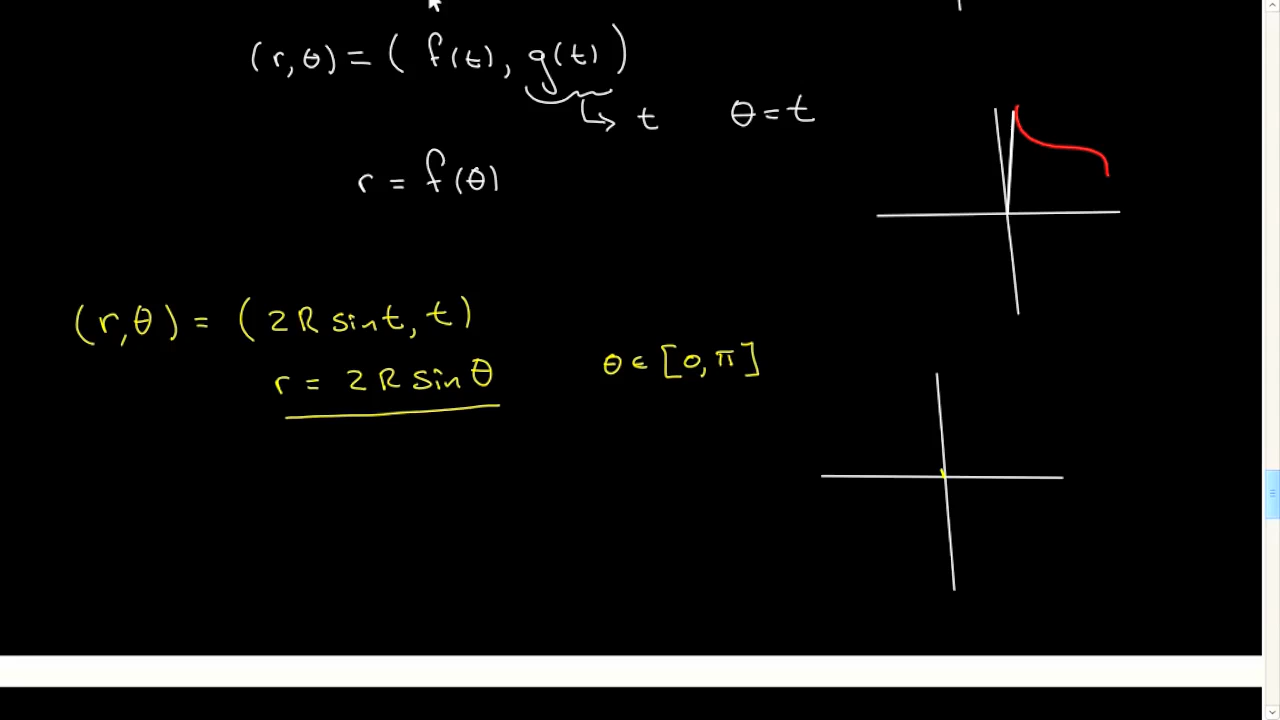 (r, θ) = ( f(t), g(t) )
t θ = t
r = f(θ)
(r, θ) = ( 2R sin t, t )
r = 2R sin θ θ ∈ [0, π]